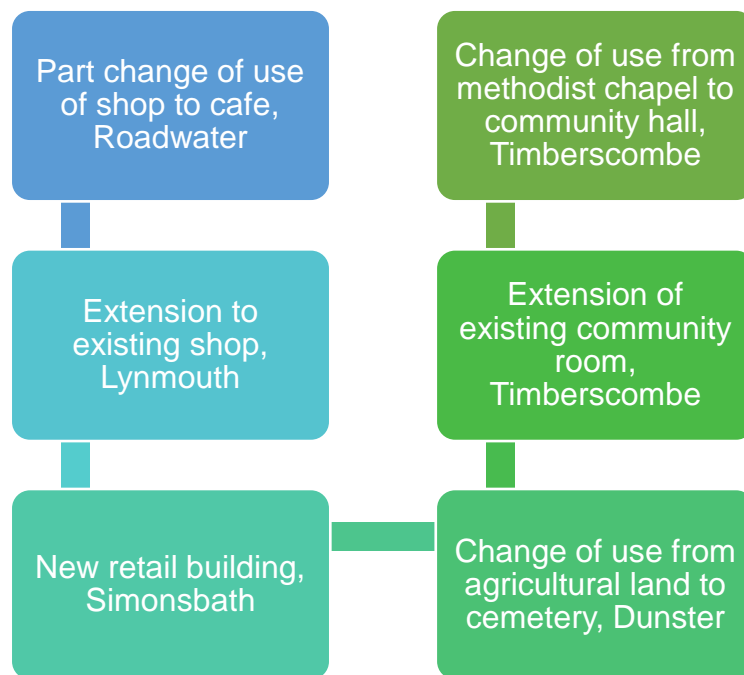 Part change of use
of shop to cafe,
Roadwater
Extension to
existing shop,
Lynmouth
New retail building,
Simonsbath
Change of use from
agricultural land to
cemetery, Dunster
Extension of
existing community
room,
Timberscombe
Change of use from
methodist chapel to
community hall,
Timberscombe